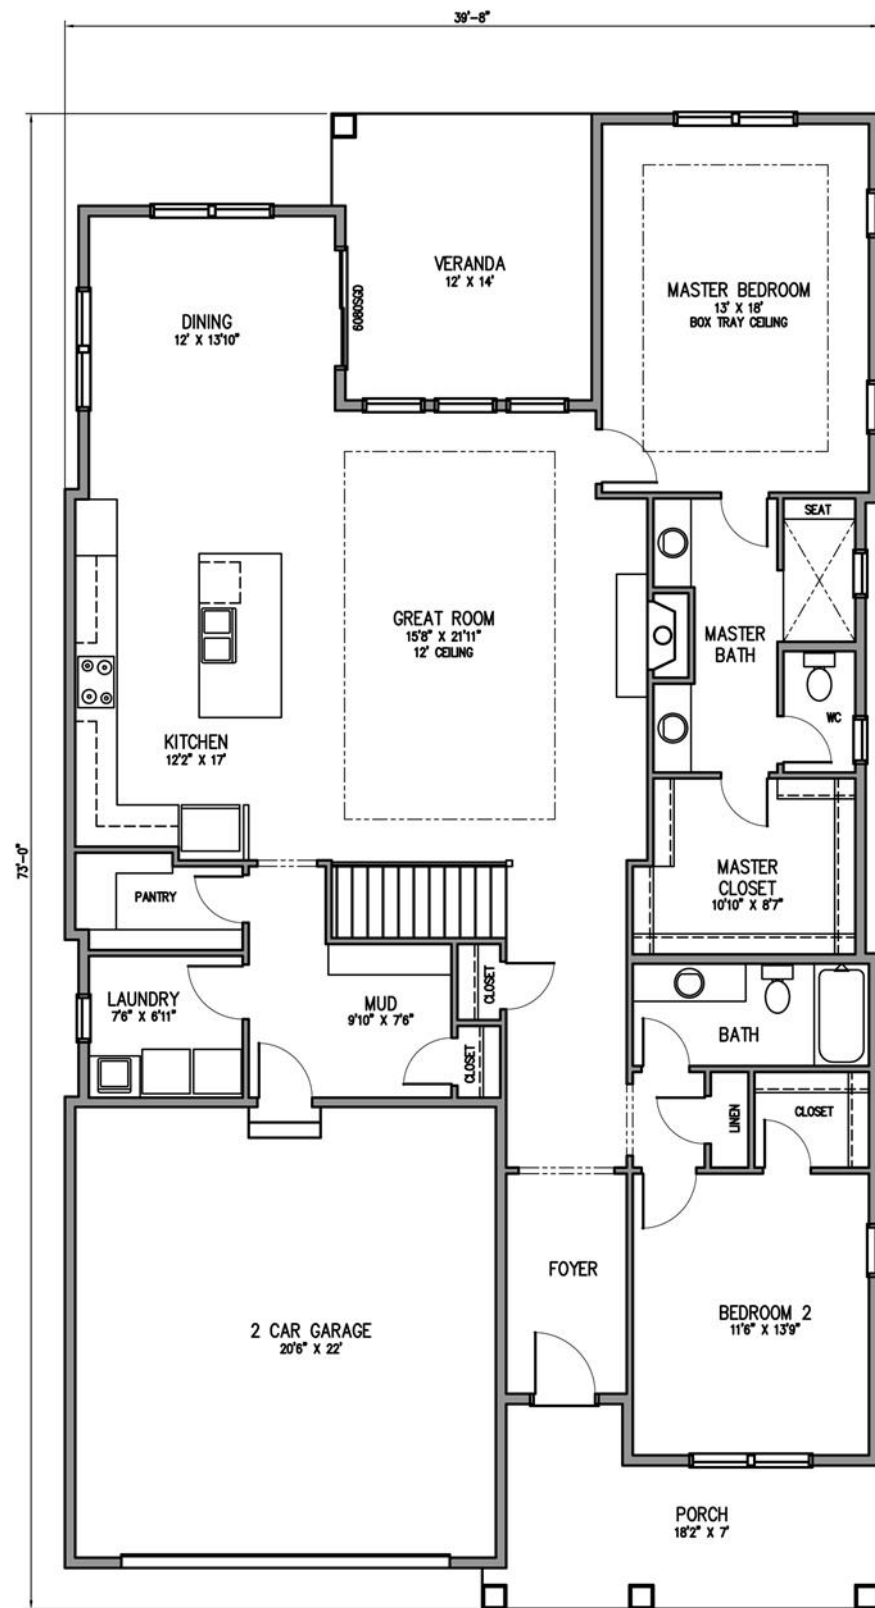 39'-8"
VERANDA
12' X 14'
6080SGD
MASTER BEDROOM
13' X 18'
BOX TRAY CEILING
DINING
12' X 13'10"
SEAT
GREAT ROOM
15'8" X 21'11"
12' CEILING
MASTER
BATH
WC
KITCHEN
12'2" X 17'
73'-0"
PANTRY
MASTER
CLOSET
10'10" X 8'7"
LAUNDRY
7'6" X 6'11"
MUD
9'10" X 7'6"
CLOSET
CLOSET
BATH
LINEN
CLOSET
FOYER
BEDROOM 2
11'6" X 13'9"
2 CAR GARAGE
20'6" X 22'
PORCH
18'2" X 7'